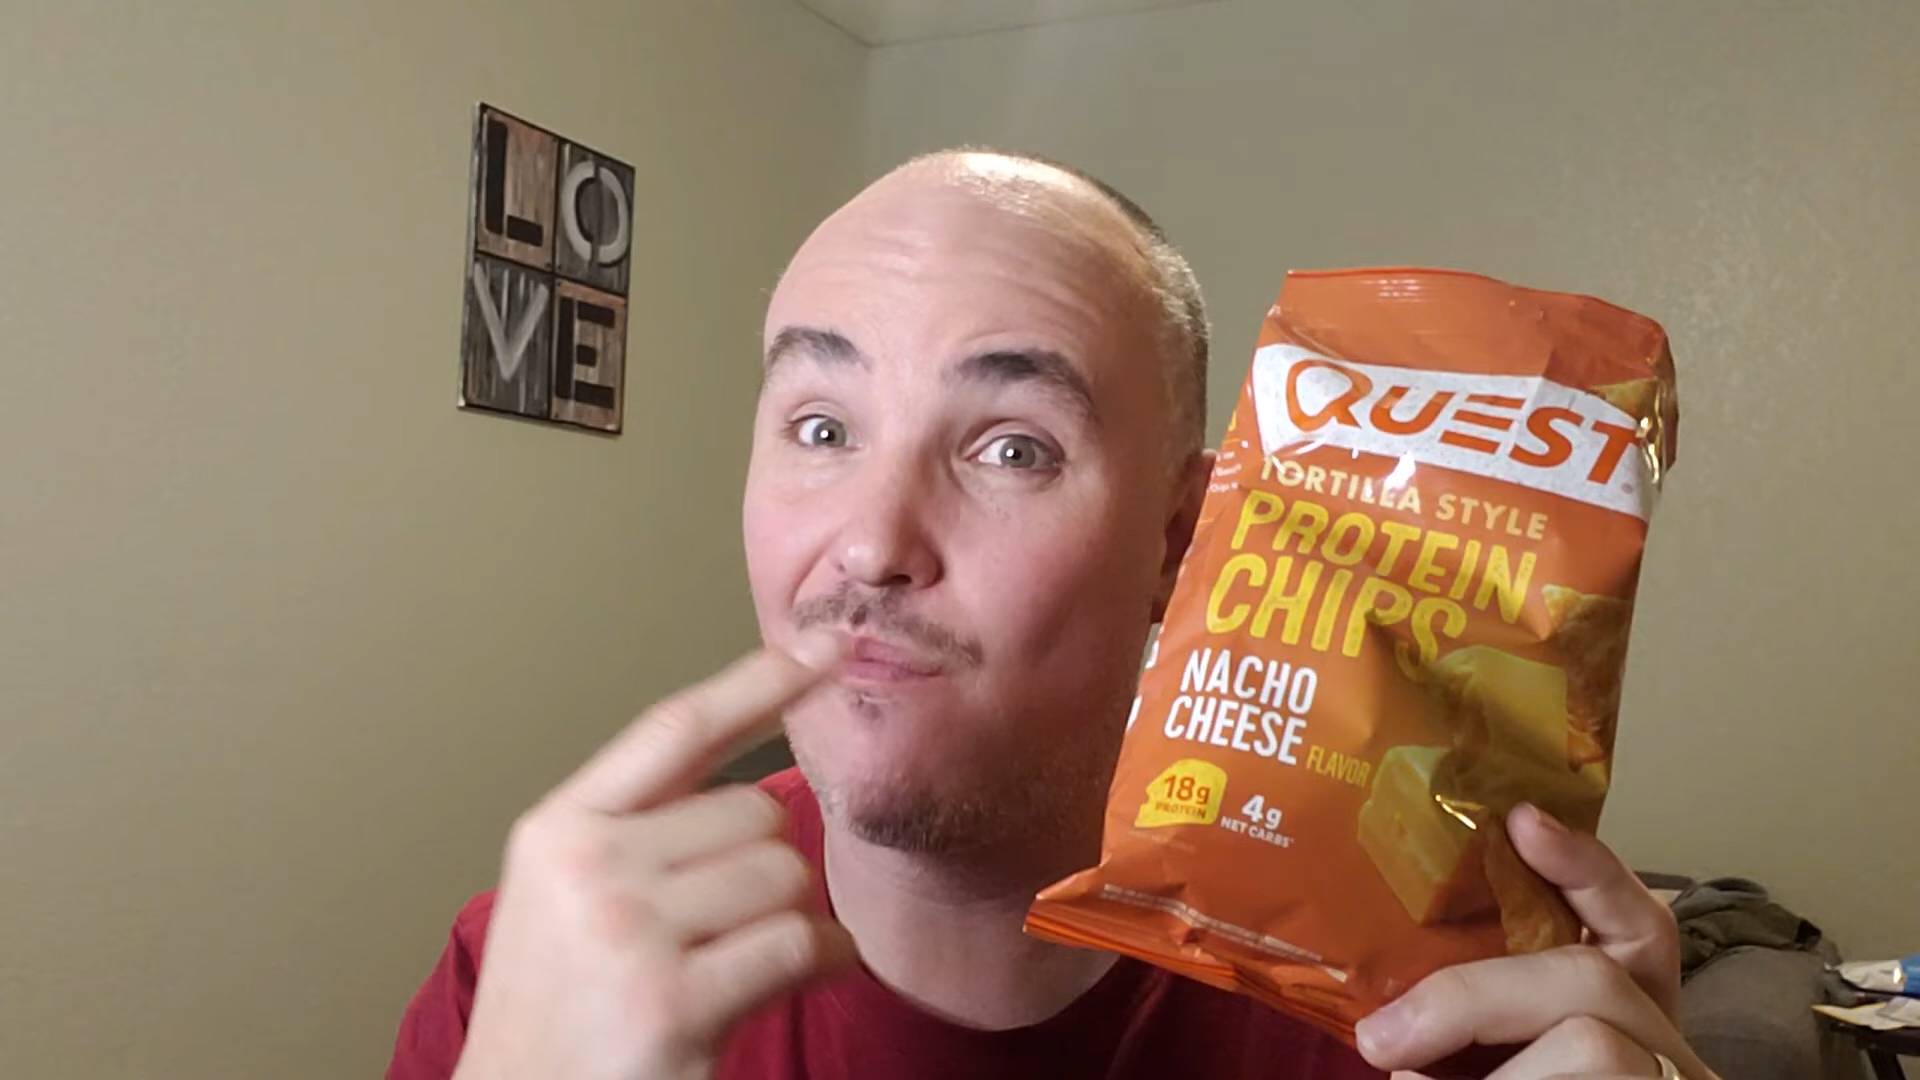 LO
VE
QUEST
TORTILLA STYLE
PROTEIN
CHIPS
NACHO
CHEESE FLAVOR
18g
PROTEIN
4g
NET CARBS*